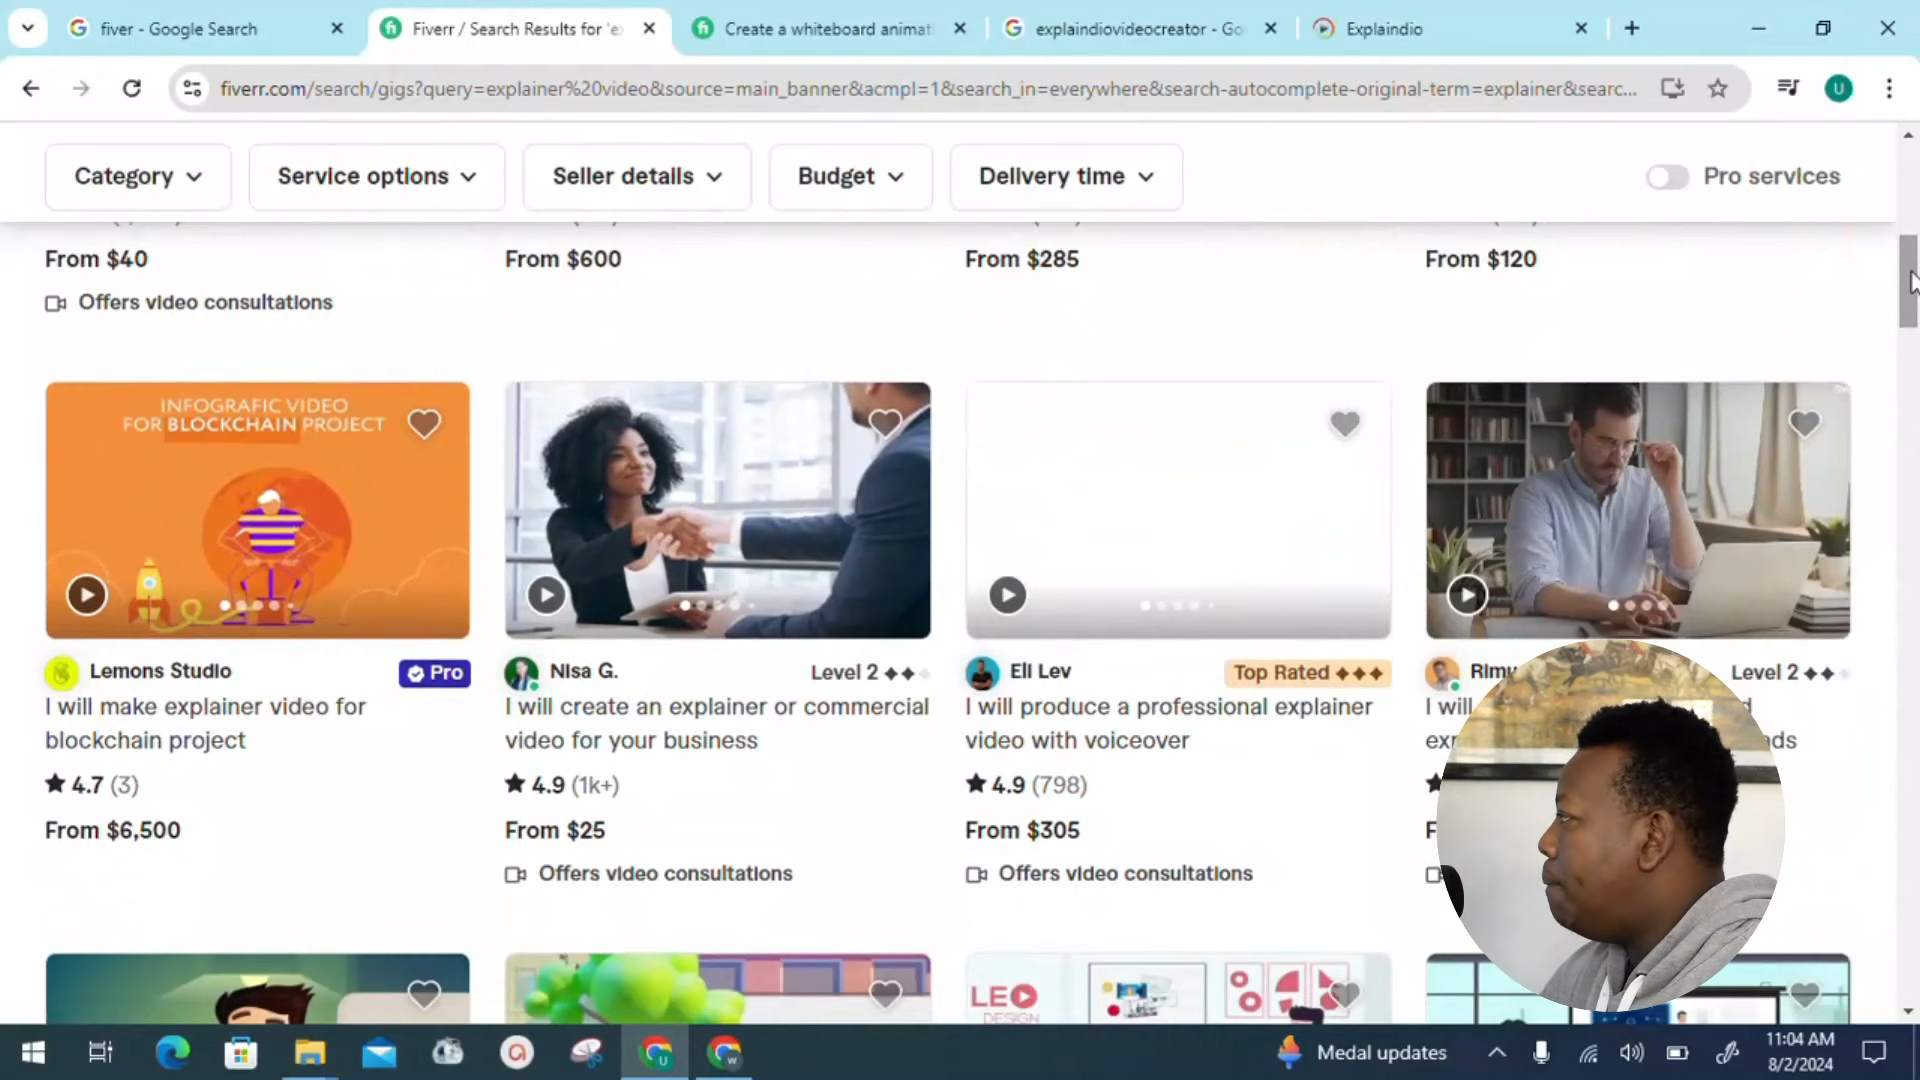 fiver - Google Search
Fiverr / Search Results for 'e
Create a whiteboard animat
explaindiovideocreator - Go
Explaindio
fiverr.com/search/gigs?query=explainer%20video&source=main_banner&acmpl=1&search_in=everywhere&search-autocomplete-original-term=explainer&searc...
U
Category
Service options
Seller details
Budget
Delivery time
Pro services
From $40
From $600
From $285
From $120
Offers video consultations
INFOGRAFIC VIDEO
FOR BLOCKCHAIN PROJECT
Lemons Studio
Pro
Nisa G.
Level 2
Eli Lev
Top Rated
Level 2
I will make explainer video for
blockchain project
I will create an explainer or commercial
video for your business
I will produce a professional explainer
video with voiceover
I will
ads
4.7 (3)
4.9 (1k+)
4.9 (798)
From $6,500
From $25
From $305
Offers video consultations
Offers video consultations
LEO
DESIGN
Medal updates
11:04 AM
8/2/2024